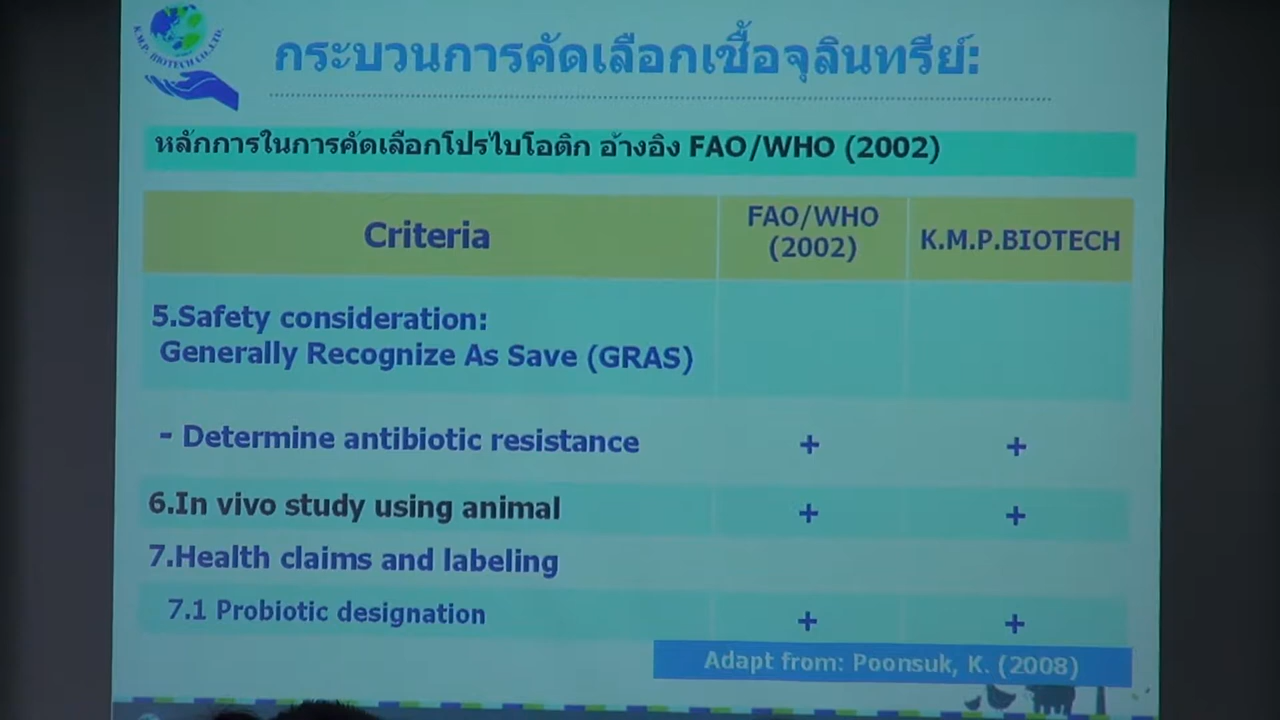 K.M.P. BIOTECH CO.,LTD.
กระบวนการคัดเลือกเชื้อจุลินทรีย์:
หลักการในการคัดเลือกโปรไบโอติก อ้างอิง FAO/WHO (2002)
Criteria
FAO/WHO
(2002)
K.M.P.BIOTECH
5.Safety consideration:
Generally Recognize As Save (GRAS)
- Determine antibiotic resistance + +
6.In vivo study using animal + +
7.Health claims and labeling
7.1 Probiotic designation + +
Adapt from: Poonsuk, K. (2008)